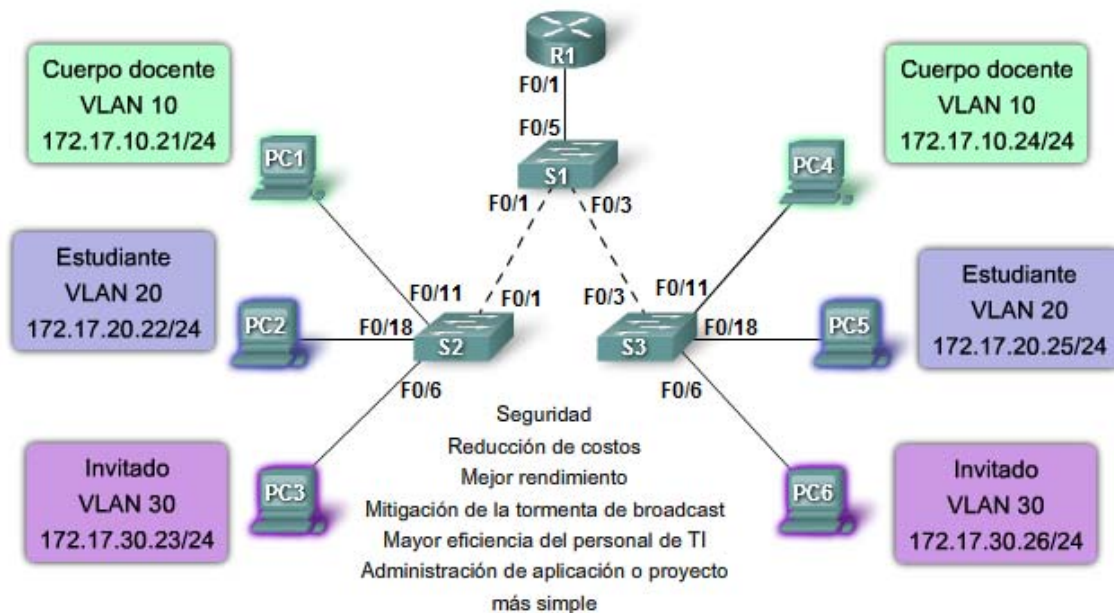 R1
F0/1
F0/5
S1
F0/1
F0/3
Cuerpo docente
VLAN 10
172.17.10.21/24
PC1
Cuerpo docente
VLAN 10
172.17.10.24/24
PC4
Estudiante
VLAN 20
172.17.20.22/24
PC2
F0/11
F0/18
F0/1
S2
F0/6
Estudiante
VLAN 20
172.17.20.25/24
PC5
F0/3
F0/11
F0/18
S3
F0/6
Invitado
VLAN 30
172.17.30.23/24
PC3
Seguridad
Reducción de costos
Mejor rendimiento
Mitigación de la tormenta de broadcast
Mayor eficiencia del personal de TI
Administración de aplicación o proyecto
más simple
PC6
Invitado
VLAN 30
172.17.30.26/24